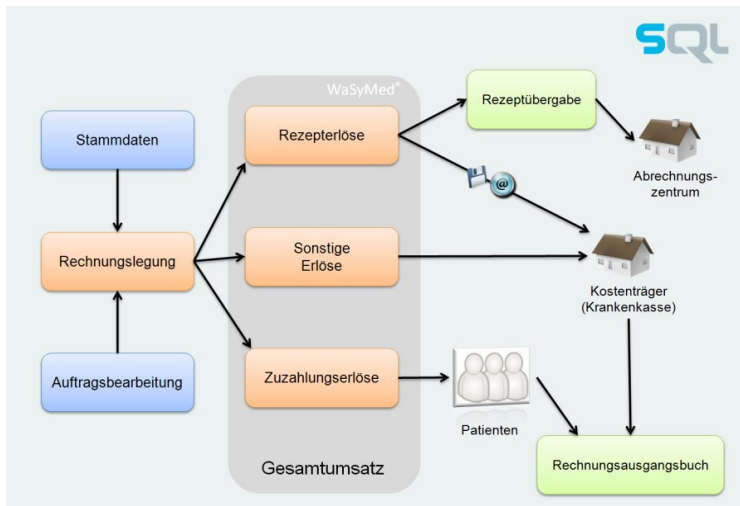 SQL
WaSyMed®
Stammdaten
Rezepterlöse
Rezeptübergabe
Abrechnungs-
zentrum
@
Rechnungslegung
Sonstige
Erlöse
Kostenträger
(Krankenkasse)
Auftragsbearbeitung
Zuzahlungserlöse
Patienten
Gesamtumsatz
Rechnungsausgangsbuch